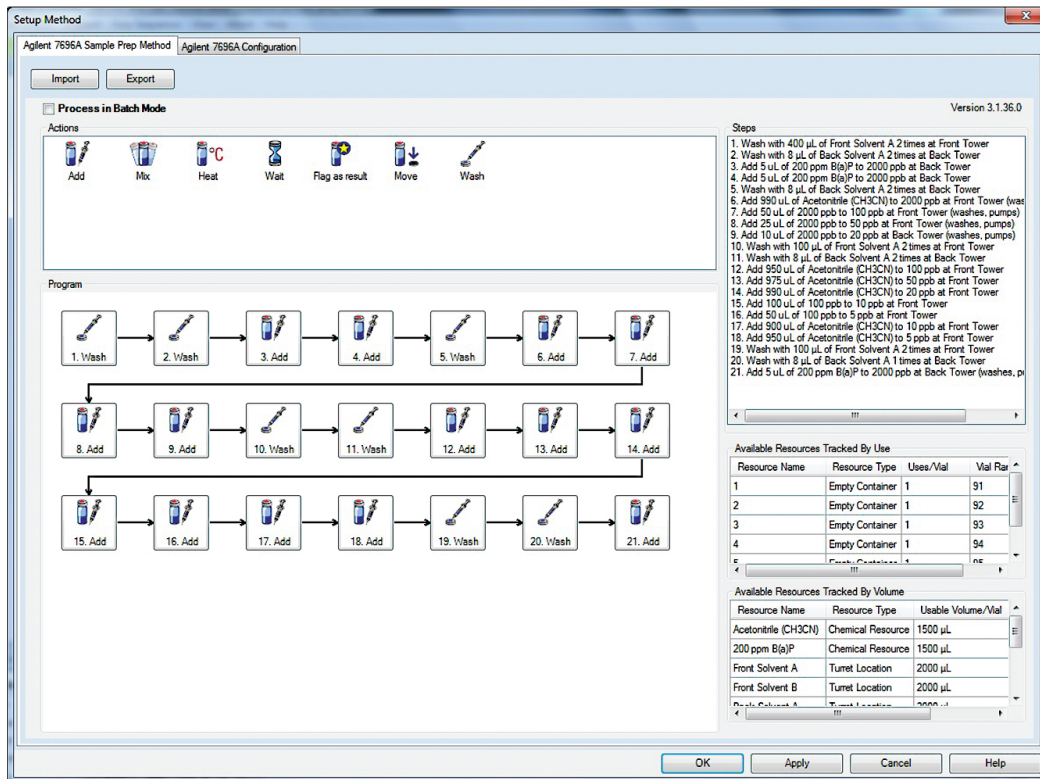 Setup Method
Agilent 7696A Sample Prep Method Agilent 7696A Configuration
Import Export
Process in Batch Mode
Version 3.1.36.0
Actions
Add Mix Heat Wait Flag as result Move Wash
°C
Program
1. Wash 2. Wash 3. Add 4. Add 5. Wash 6. Add 7. Add
8. Add 9. Add 10. Wash 11. Wash 12. Add 13. Add 14. Add
15. Add 16. Add 17. Add 18. Add 19. Wash 20. Wash 21. Add
Steps
1. Wash with 400 µL of Front Solvent A 2 times at Front Tower
2. Wash with 8 µL of Back Solvent A 2 times at Back Tower
3. Add 5 uL of 200 ppm B(a)P to 2000 ppb at Back Tower
4. Add 5 uL of 200 ppm B(a)P to 2000 ppb at Back Tower
5. Wash with 8 µL of Back Solvent A 2 times at Back Tower
6. Add 990 uL of Acetonitrile (CH3CN) to 2000 ppb at Front Tower (was
7. Add 50 uL of 2000 ppb to 100 ppb at Front Tower (washes, pumps)
8. Add 25 uL of 2000 ppb to 50 ppb at Front Tower (washes, pumps)
9. Add 10 uL of 2000 ppb to 20 ppb at Back Tower (washes, pumps)
10. Wash with 100 µL of Front Solvent A 2 times at Front Tower
11. Wash with 8 µL of Back Solvent A 2 times at Back Tower
12. Add 950 uL of Acetonitrile (CH3CN) to 100 ppb at Front Tower
13. Add 975 uL of Acetonitrile (CH3CN) to 50 ppb at Front Tower
14. Add 990 uL of Acetonitrile (CH3CN) to 20 ppb at Front Tower
15. Add 100 uL of 100 ppb to 10 ppb at Front Tower
16. Add 50 uL of 100 ppb to 5 ppb at Front Tower
17. Add 900 uL of Acetonitrile (CH3CN) to 10 ppb at Front Tower
18. Add 950 uL of Acetonitrile (CH3CN) to 5 ppb at Front Tower
19. Wash with 100 µL of Front Solvent A 2 times at Front Tower
20. Wash with 8 µL of Back Solvent A 1 times at Back Tower
21. Add 5 uL of 200 ppm B(a)P to 2000 ppb at Back Tower (washes, p
Available Resources Tracked By Use
Resource Name Resource Type Uses/Vial Vial Ra
1 Empty Container 1 91
2 Empty Container 1 92
3 Empty Container 1 93
4 Empty Container 1 94
5 Empty Container 1 95
Available Resources Tracked By Volume
Resource Name Resource Type Usable Volume/Vial
Acetonitrile (CH3CN) Chemical Resource 1500 µL
200 ppm B(a)P Chemical Resource 1500 µL
Front Solvent A Turret Location 2000 µL
Front Solvent B Turret Location 2000 µL
Back Solvent A Turret Location 2000 µL
OK Apply Cancel Help